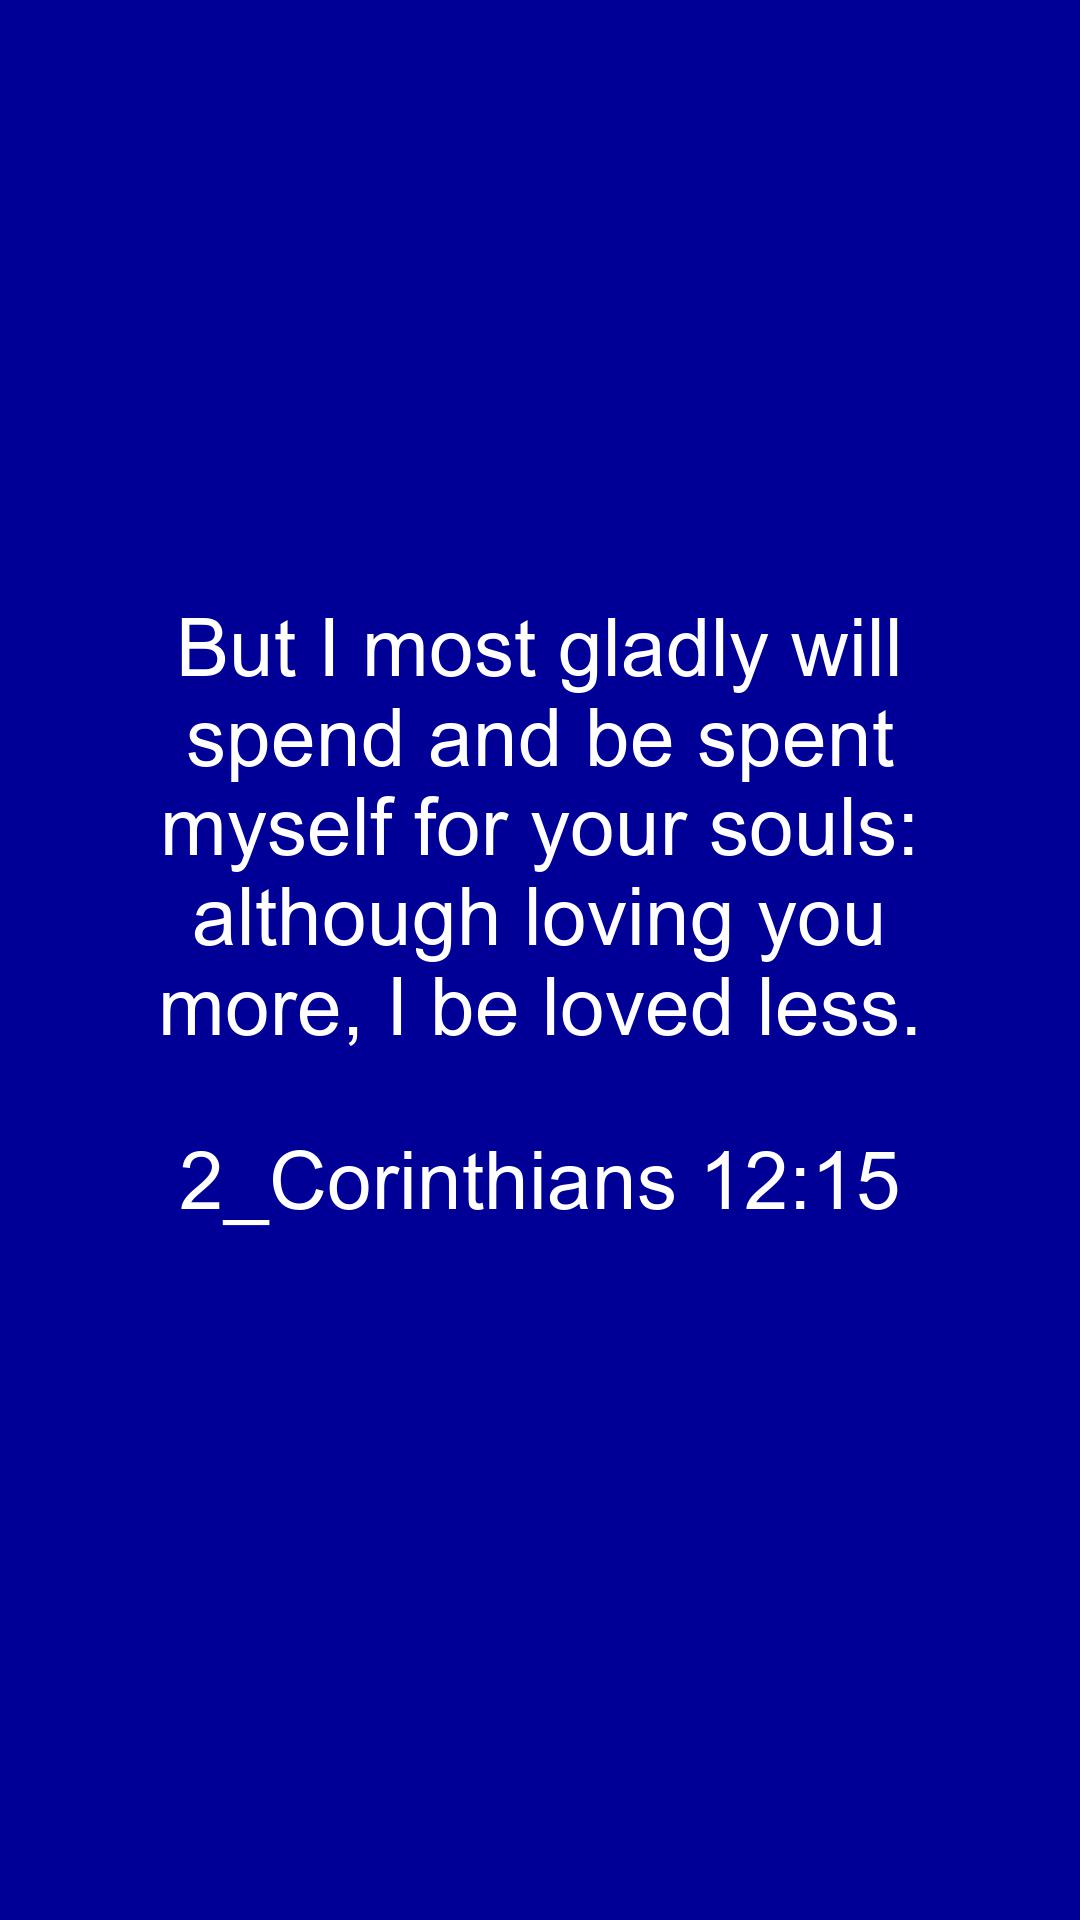 But I most gladly will
spend and be spent
myself for your souls:
although loving you
more, I be loved less.
2_Corinthians 12:15